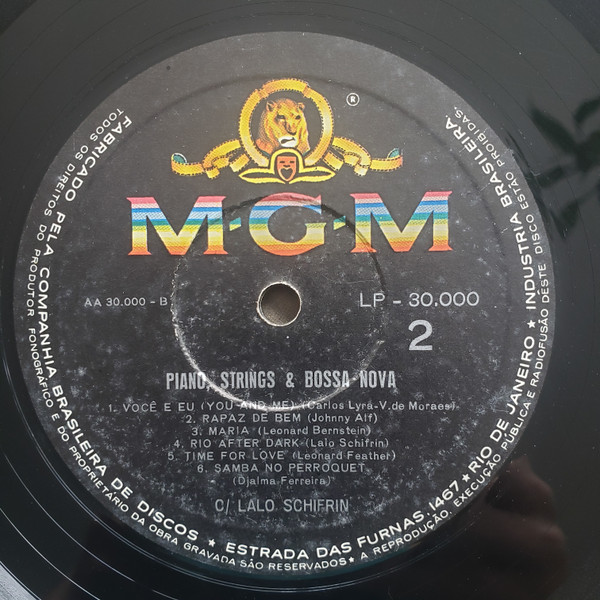 ®
M-G-M
AA 30.000 - B
LP - 30,000
2
PIANO, STRINGS & BOSSA-NOVA
1. VOCÊ E EU (YOU AND ME) (Carlos Lyra-V. de Moraes)
2. RAPAZ DE BEM (Johnny Alf)
3. MARIA (Leonard Bernstein)
4. RIO AFTER DARK (Lalo Schifrin)
5. TIME FOR LOVE (Leonard Feather)
6. SAMBA NO PERROQUET
(Djalma Ferreira)
C/ LALO SCHIFRIN
FABRICADO PELA COMPANHIA BRASILEIRA DE DISCOS ★ ESTRADA DAS FURNAS, 1467 ★ RIO DE JANEIRO ★ INDUSTRIA BRASILEIRA.
TODOS OS DIREITOS DO PRODUTOR FONOGRÁFICO E DO PROPRIETÁRIO DA OBRA GRAVADA SÃO RESERVADOS ★ A REPRODUÇÃO, EXECUÇÃO PÚBLICA E RADIOFUSÃO DÊSTE DISCO ESTÃO PROIBIDAS.